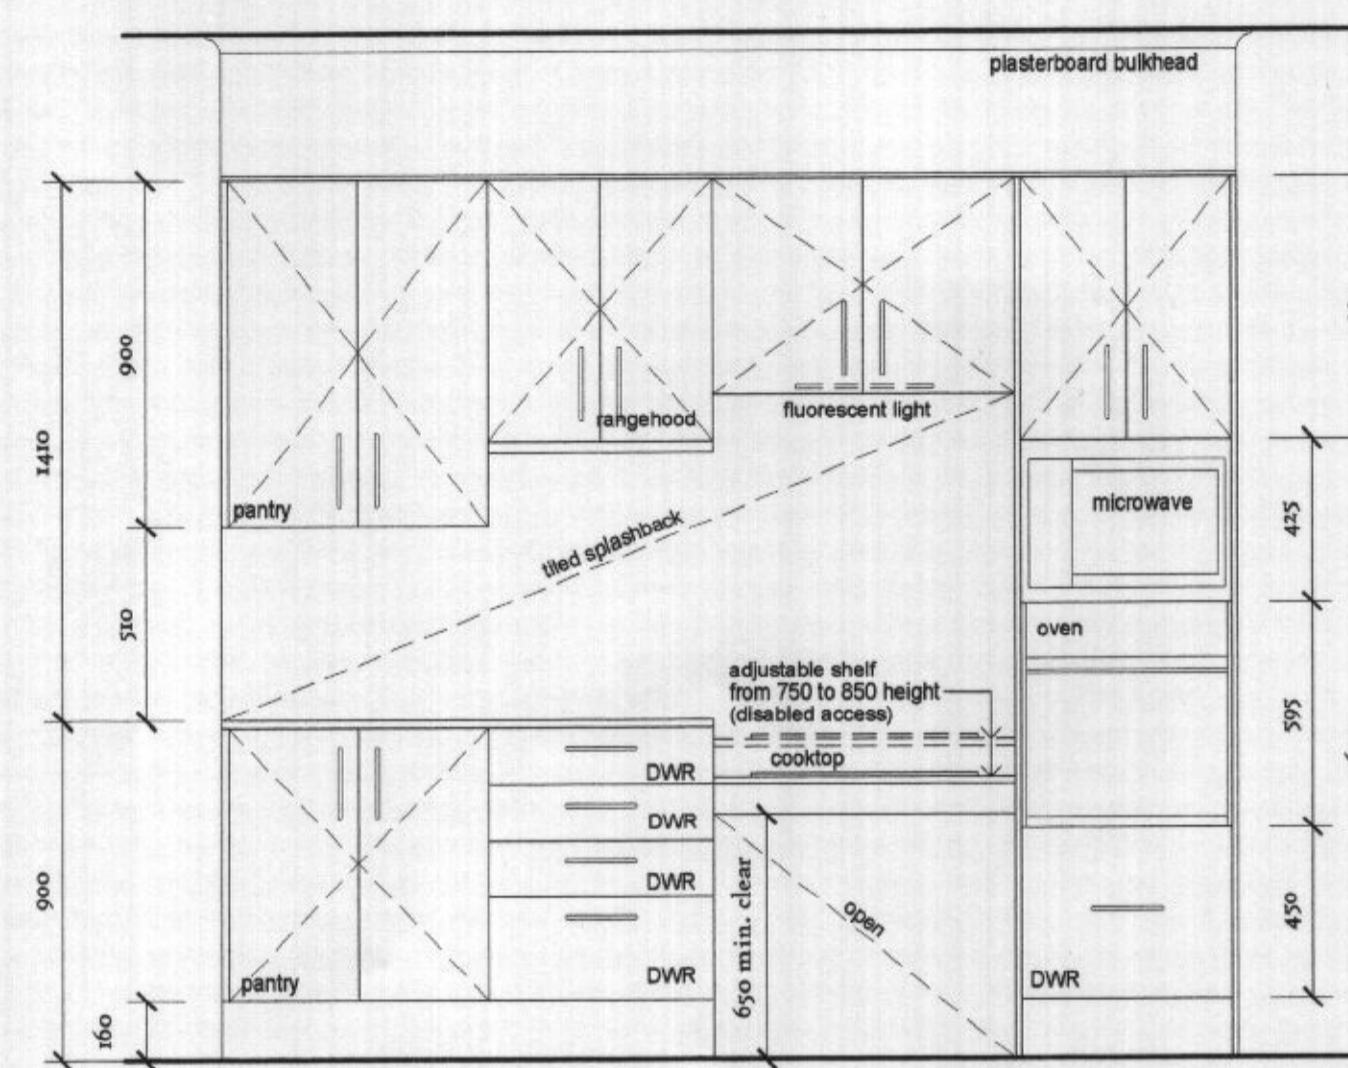 plasterboard bulkhead
900
1410
rangehood
fluorescent light
pantry
microwave
425
tiled splashback
510
oven
adjustable shelf
from 750 to 850 height
(disabled access)
595
cooktop
DWR
DWR
DWR
DWR
900
650 min. clear
open
450
DWR
pantry
160